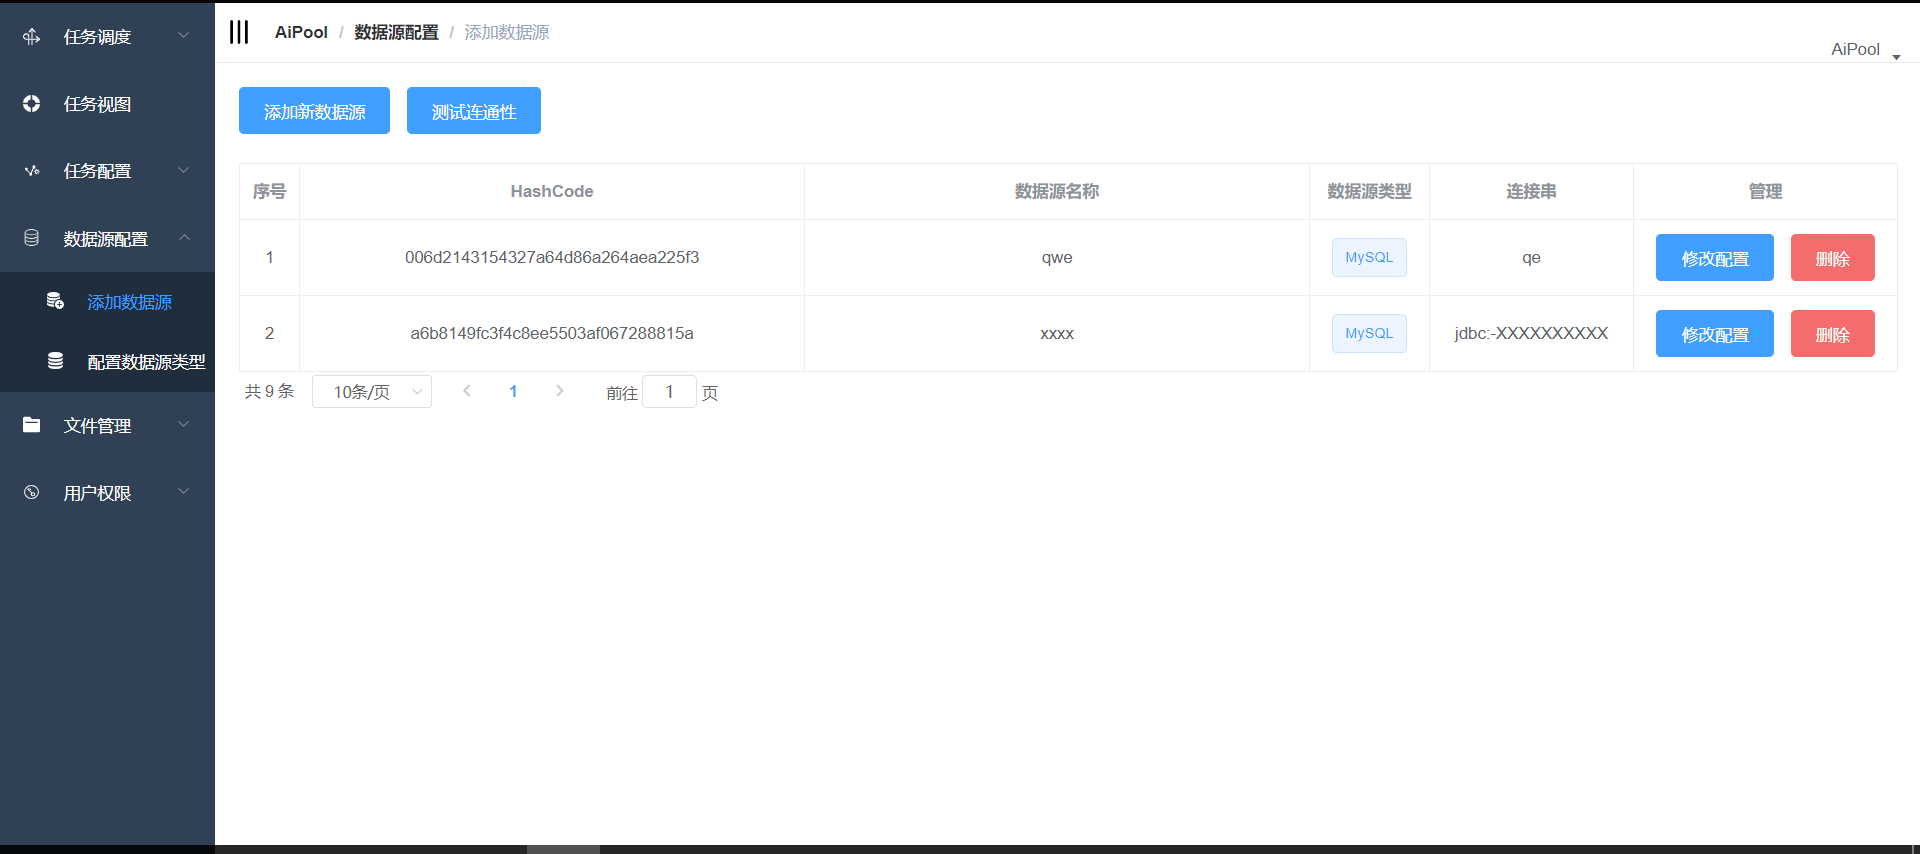 任务调度
任务视图
任务配置
数据源配置
添加数据源
配置数据源类型
文件管理
用户权限
AiPool / 数据源配置 / 添加数据源
AiPool
添加新数据源 测试连通性
序号 HashCode 数据源名称 数据源类型 连接串 管理
1 006d2143154327a64d86a264aea225f3 qwe MySQL qe 修改配置 删除
2 a6b8149fc3f4c8ee5503af067288815a xxxx MySQL jdbc:-XXXXXXXXXX 修改配置 删除
共 9 条 10条/页 1 前往 1 页